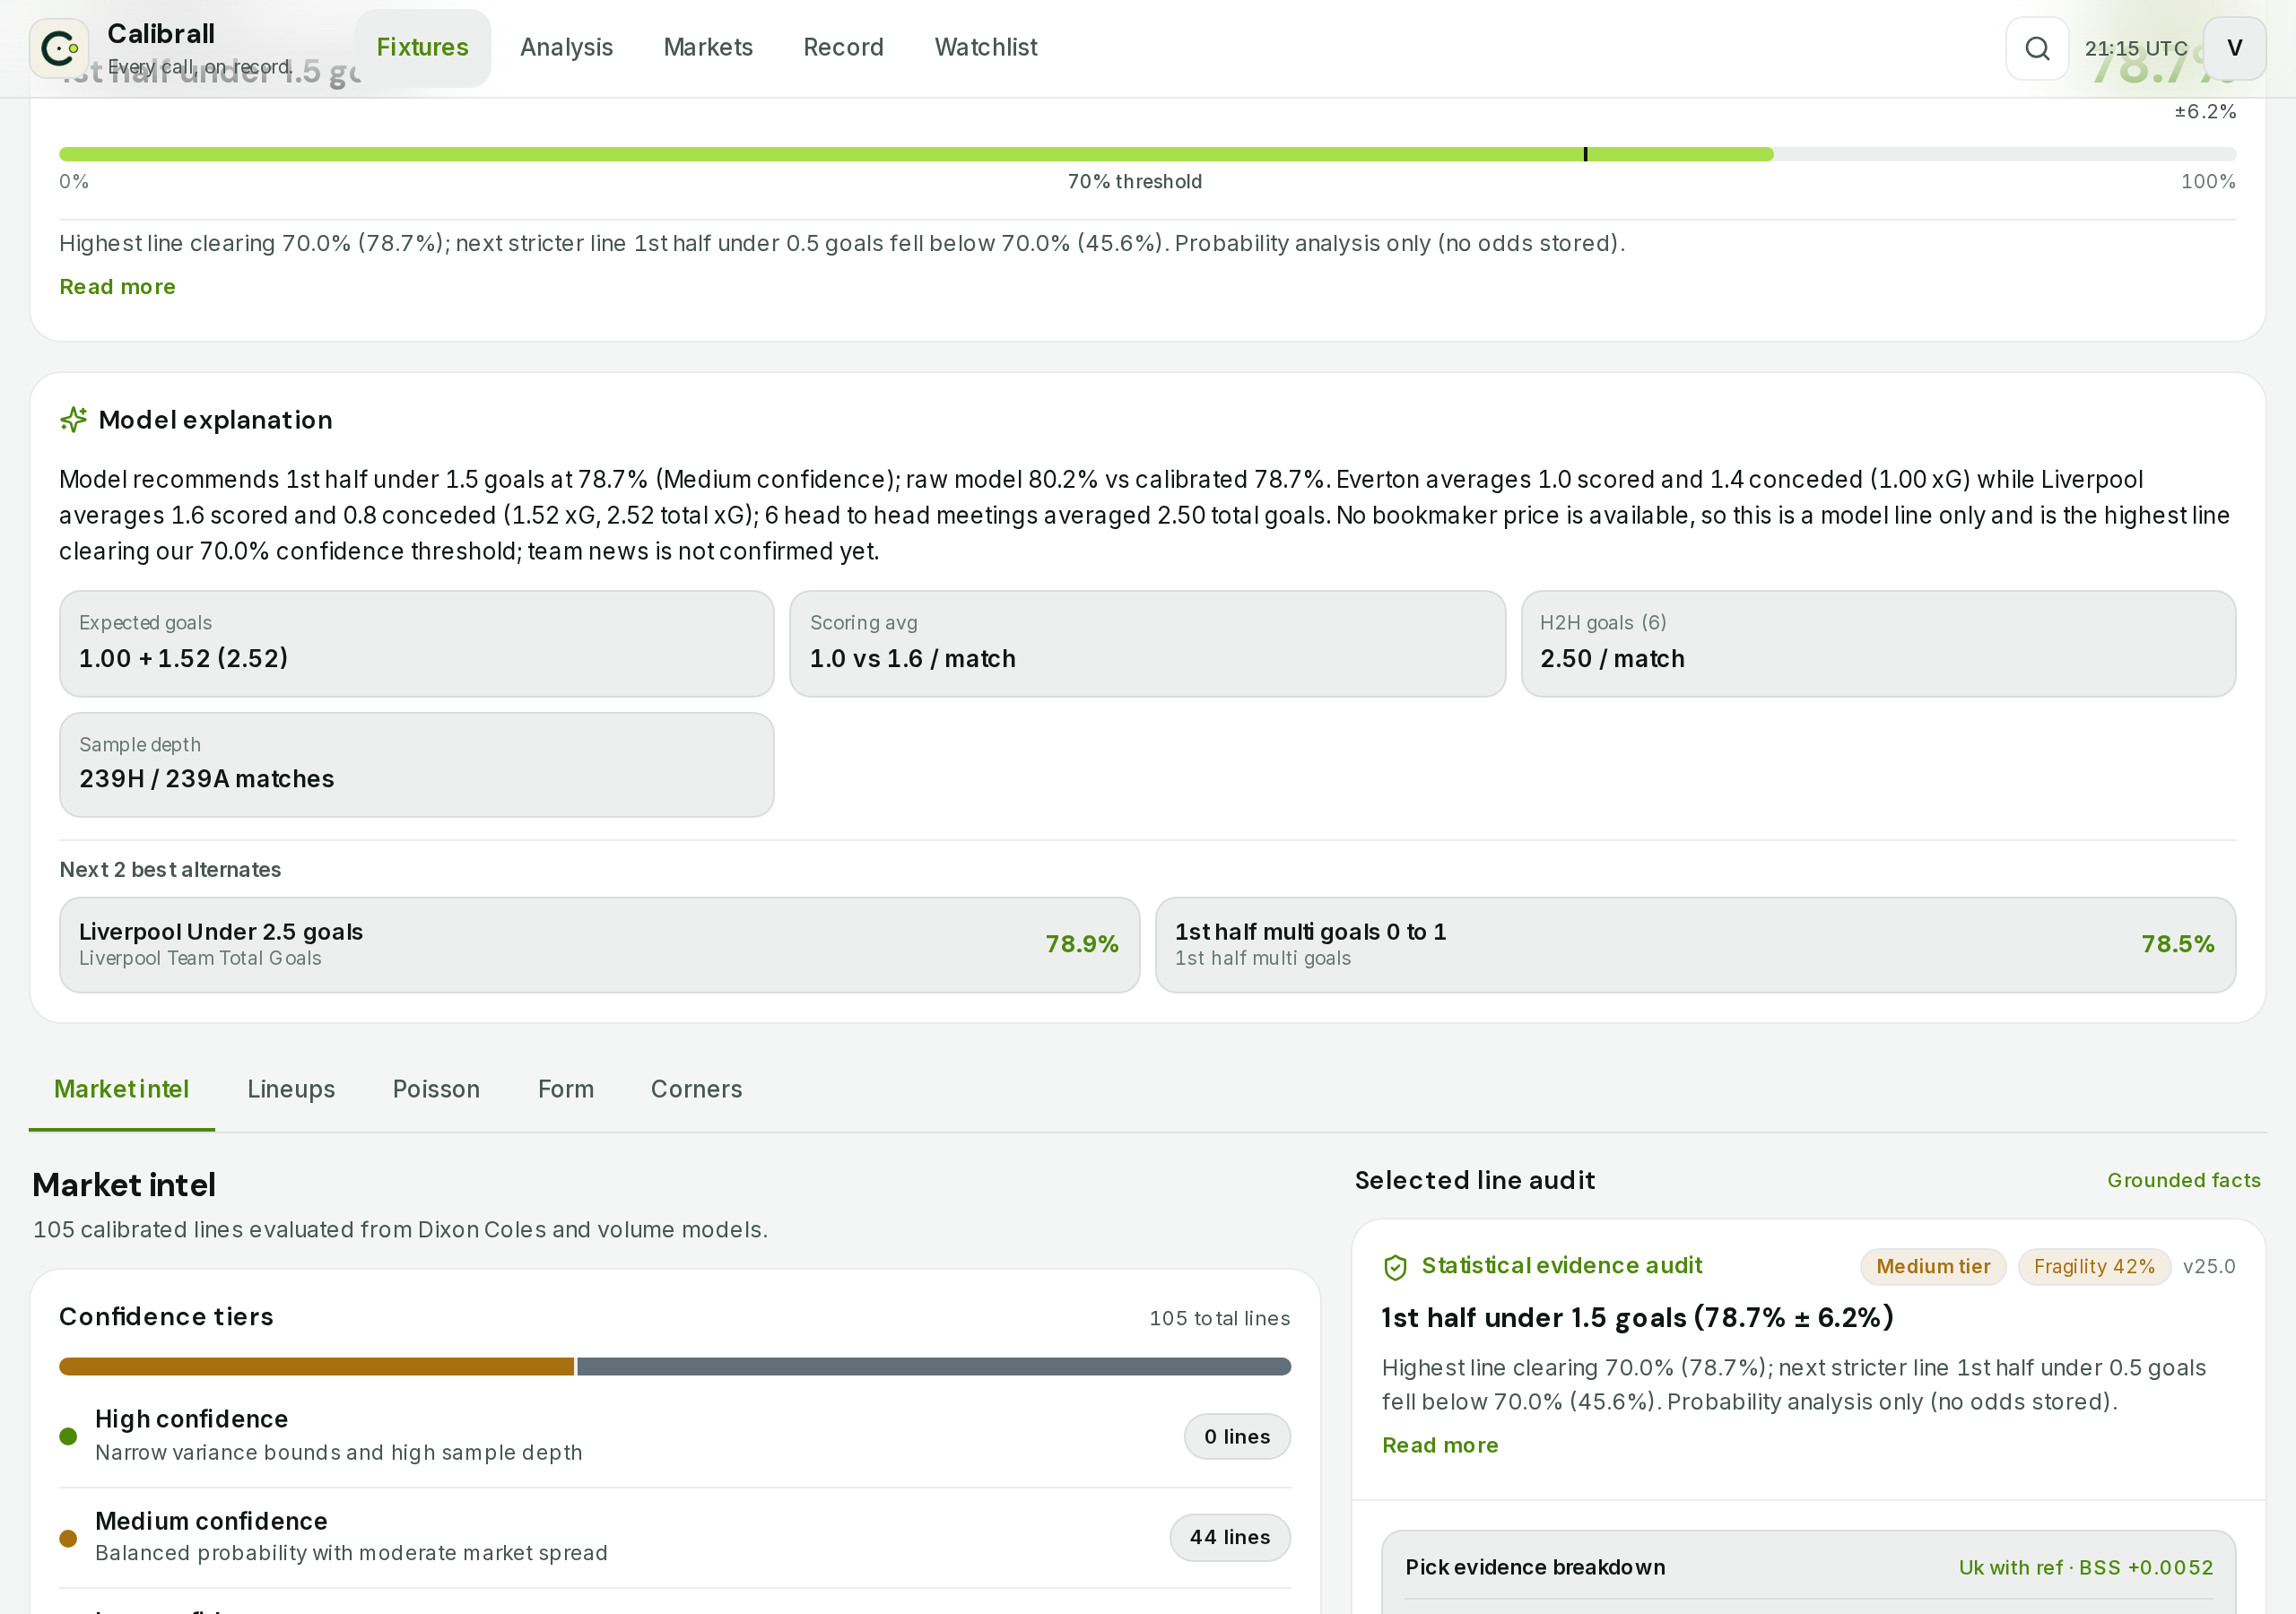 Calibrall
Every call, on record.
Fixtures
Analysis
Markets
Record
Watchlist
21:15 UTC
V
1st half under 1.5
78.7%
±6.2%
0%
70% threshold
100%
Highest line clearing 70.0% (78.7%); next stricter line 1st half under 0.5 goals fell below 70.0% (45.6%). Probability analysis only (no odds stored).
Read more
Model explanation
Model recommends 1st half under 1.5 goals at 78.7% (Medium confidence); raw model 80.2% vs calibrated 78.7%. Everton averages 1.0 scored and 1.4 conceded (1.00 xG) while Liverpool
averages 1.6 scored and 0.8 conceded (1.52 xG, 2.52 total xG); 6 head to head meetings averaged 2.50 total goals. No bookmaker price is available, so this is a model line only and is the highest line
clearing our 70.0% confidence threshold; team news is not confirmed yet.
Expected goals
1.00 + 1.52 (2.52)
Scoring avg
1.0 vs 1.6 / match
H2H goals (6)
2.50 / match
Sample depth
239H / 239A matches
Next 2 best alternates
Liverpool Under 2.5 goals
Liverpool Team Total Goals
78.9%
1st half multi goals 0 to 1
1st half multi goals
78.5%
Market intel
Lineups
Poisson
Form
Corners
Market intel
105 calibrated lines evaluated from Dixon Coles and volume models.
Confidence tiers
105 total lines
High confidence
Narrow variance bounds and high sample depth
0 lines
Medium confidence
Balanced probability with moderate market spread
44 lines
Selected line audit
Grounded facts
Statistical evidence audit
Medium tier
Fragility 42%
v25.0
1st half under 1.5 goals (78.7% ± 6.2%)
Highest line clearing 70.0% (78.7%); next stricter line 1st half under 0.5 goals
fell below 70.0% (45.6%). Probability analysis only (no odds stored).
Read more
Pick evidence breakdown
Uk with ref · BSS +0.0052